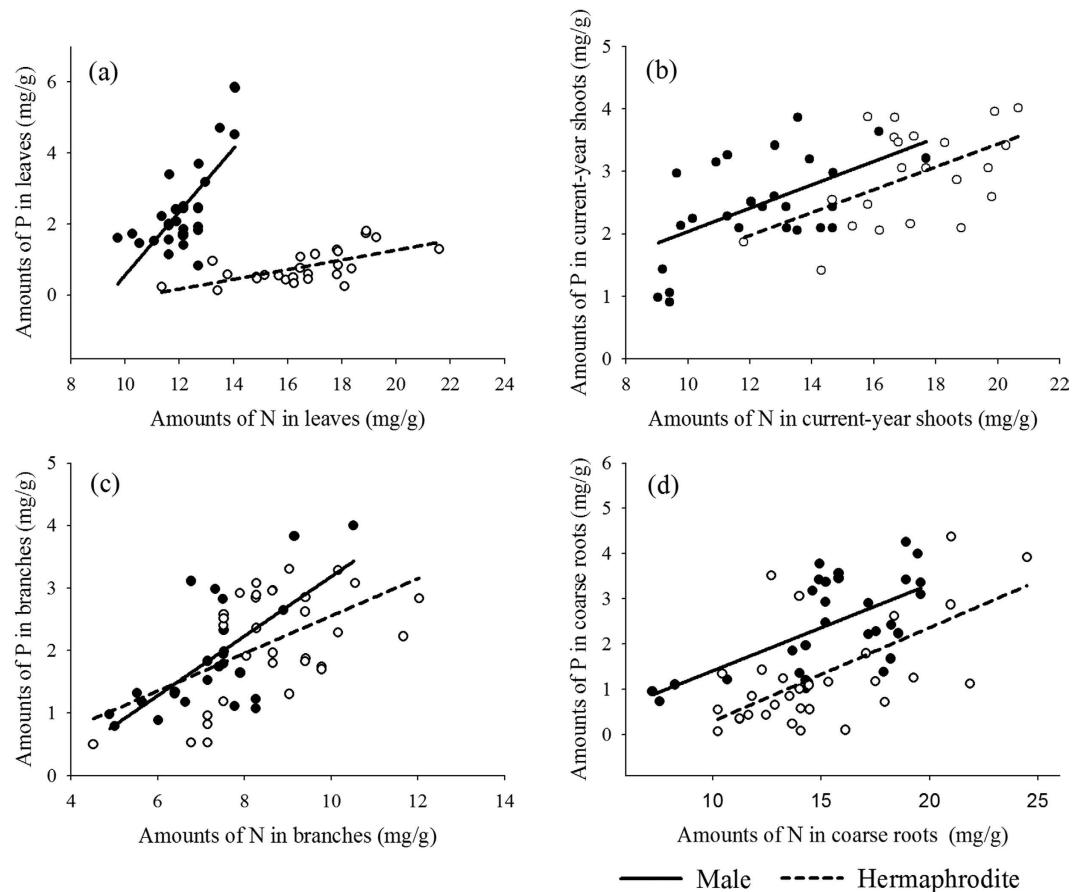 (a)
Amounts of P in leaves (mg/g)
6
4
2
0
8 10 12 14 16 18 20 22 24
Amounts of N in leaves (mg/g)
(b)
Amounts of P in current-year shoots (mg/g)
5
4
3
2
1
0
8 10 12 14 16 18 20 22
Amounts of N in current-year shoots (mg/g)
(c)
Amounts of P in branches (mg/g)
5
4
3
2
1
0
4 6 8 10 12 14
Amounts of N in branches (mg/g)
(d)
Amounts of P in coarse roots (mg/g)
6
5
4
3
2
1
0
10 15 20 25
Amounts of N in coarse roots (mg/g)
Male Hermaphrodite